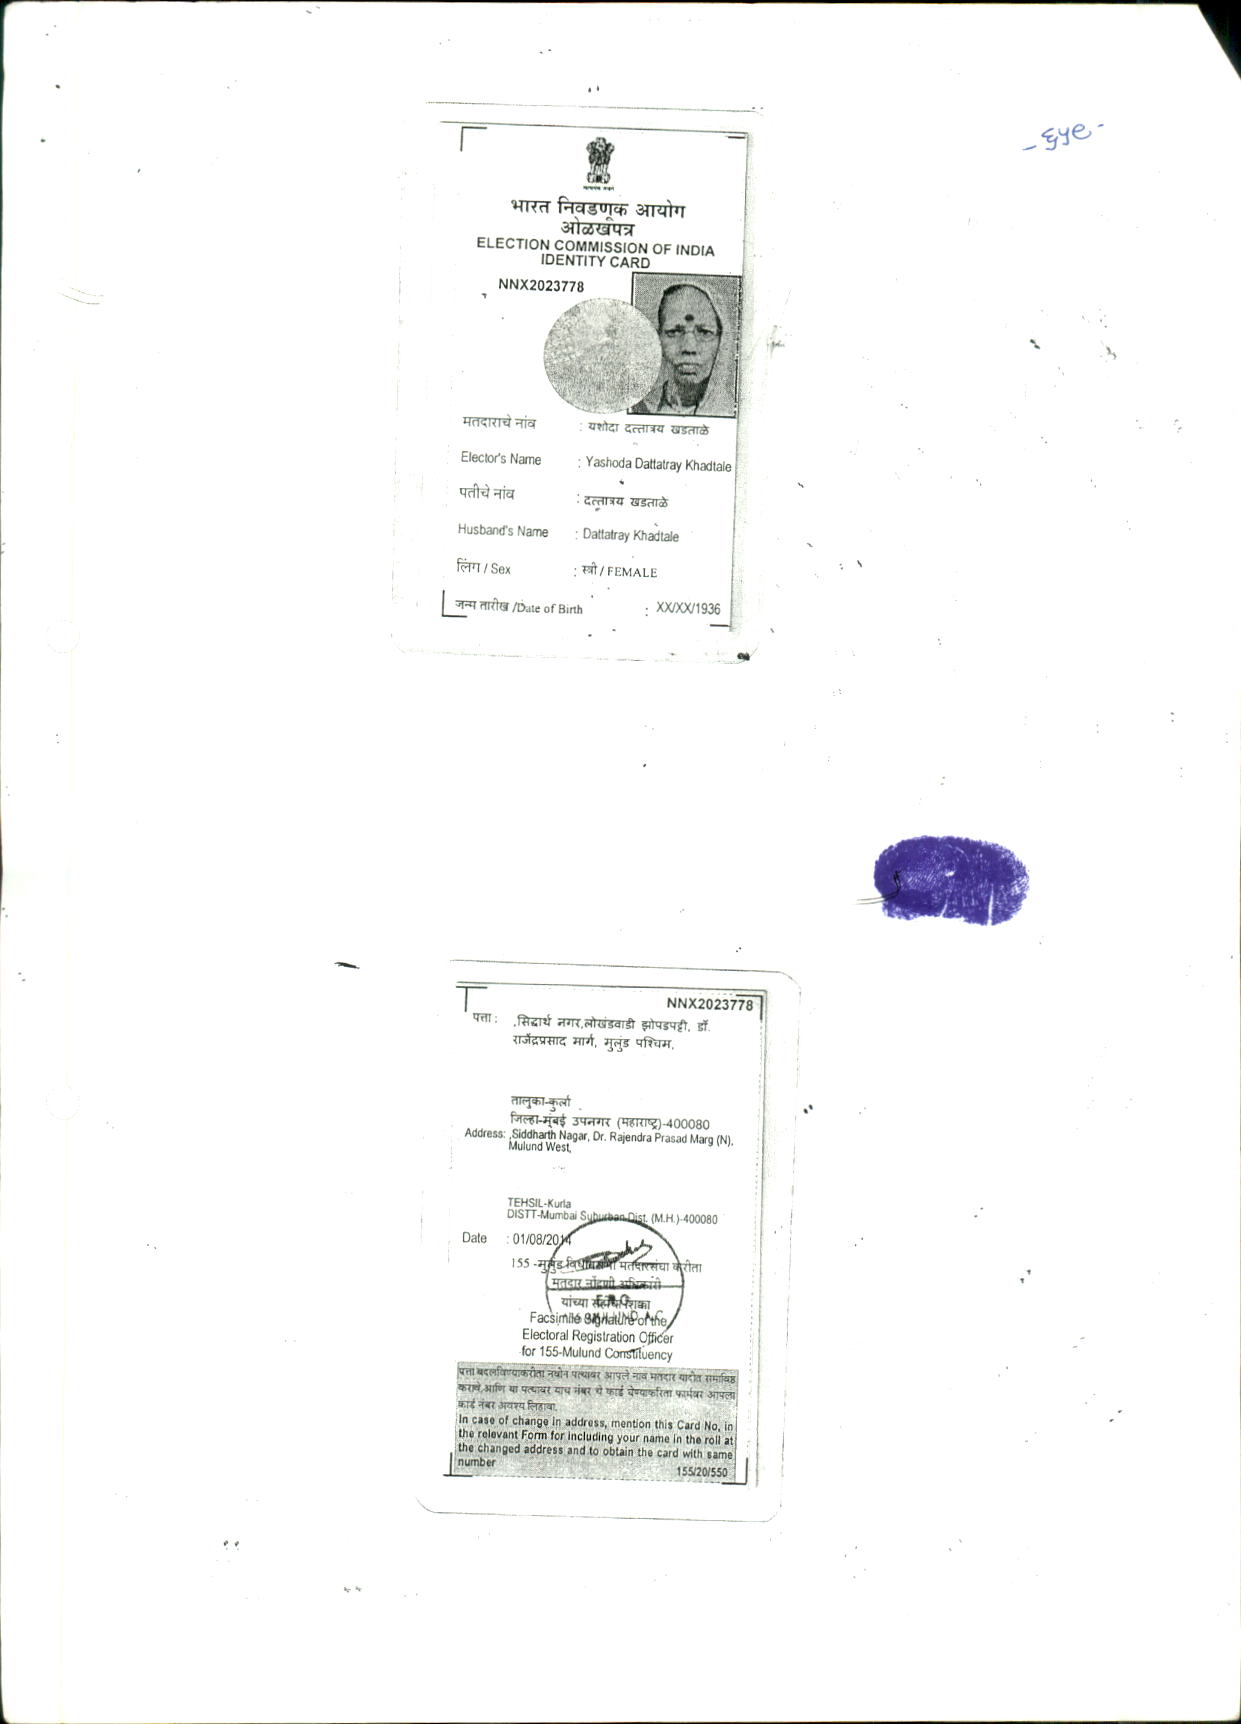 ६५९
भारत निवडणूक आयोग
ओळखपत्र
ELECTION COMMISSION OF INDIA
IDENTITY CARD
NNX2023778
मतदाराचे नांव : यशोदा दत्तात्रय खडताळे
Elector's Name : Yashoda Dattatray Khadtale
पतीचे नांव : दत्तात्रय खडताळे
Husband's Name : Dattatray Khadtale
लिंग / Sex : स्त्री / FEMALE
जन्म तारीख /Date of Birth : XX/XX/1936
NNX2023778
पत्ता : ,सिद्धार्थ नगर,लोखंडवाडी झोपडपट्टी, डॉ.
राजेंद्रप्रसाद मार्ग, मुलुंड पश्चिम,
तालुका-कुर्ला
जिल्हा-मुंबई उपनगर (महाराष्ट्र)-400080
Address: ,Siddharth Nagar, Dr. Rajendra Prasad Marg (N),
Mulund West,
TEHSIL-Kurla
DISTT-Mumbai Suburban Dist. (M.H.)-400080
Date : 01/08/2014
155 -मुलुंड विधानसभा मतदारसंघा करीता
मतदार नोंदणी अधिकारी
यांच्या
Facsimile Signature of the
Electoral Registration Officer
for 155-Mulund Constituency
पत्ता बदलविण्याकरीता नवीन पत्यावर आपले नाव मतदार यादीत समाविष्ट
करावे,आणि या पत्यावर याच नंबर चे कार्ड घेण्याकरिता फार्मवर आपला
कार्ड नंबर अवश्य लिहावा.
In case of change in address, mention this Card No, in
the relevant Form for including your name in the roll at
the changed address and to obtain the card with same
number
155/20/550